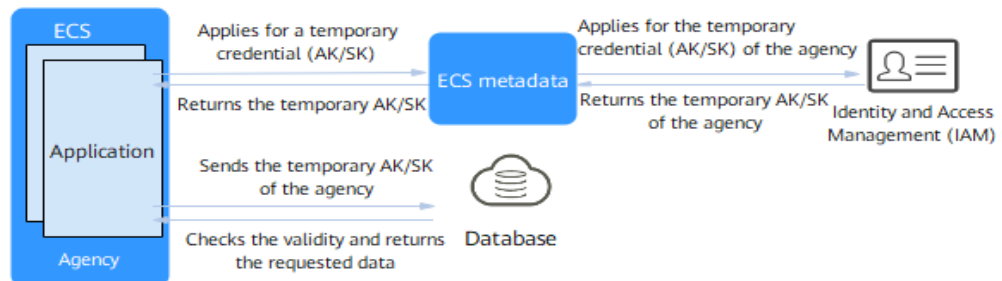 ECS
Application
Agency
Applies for a temporary
credential (AK/SK)
Returns the temporary AK/SK
ECS metadata
Applies for the temporary
credential (AK/SK) of the agency
Returns the temporary AK/SK
of the agency
Identity and Access
Management (IAM)
Sends the temporary AK/SK
of the agency
Checks the validity and returns
the requested data
Database